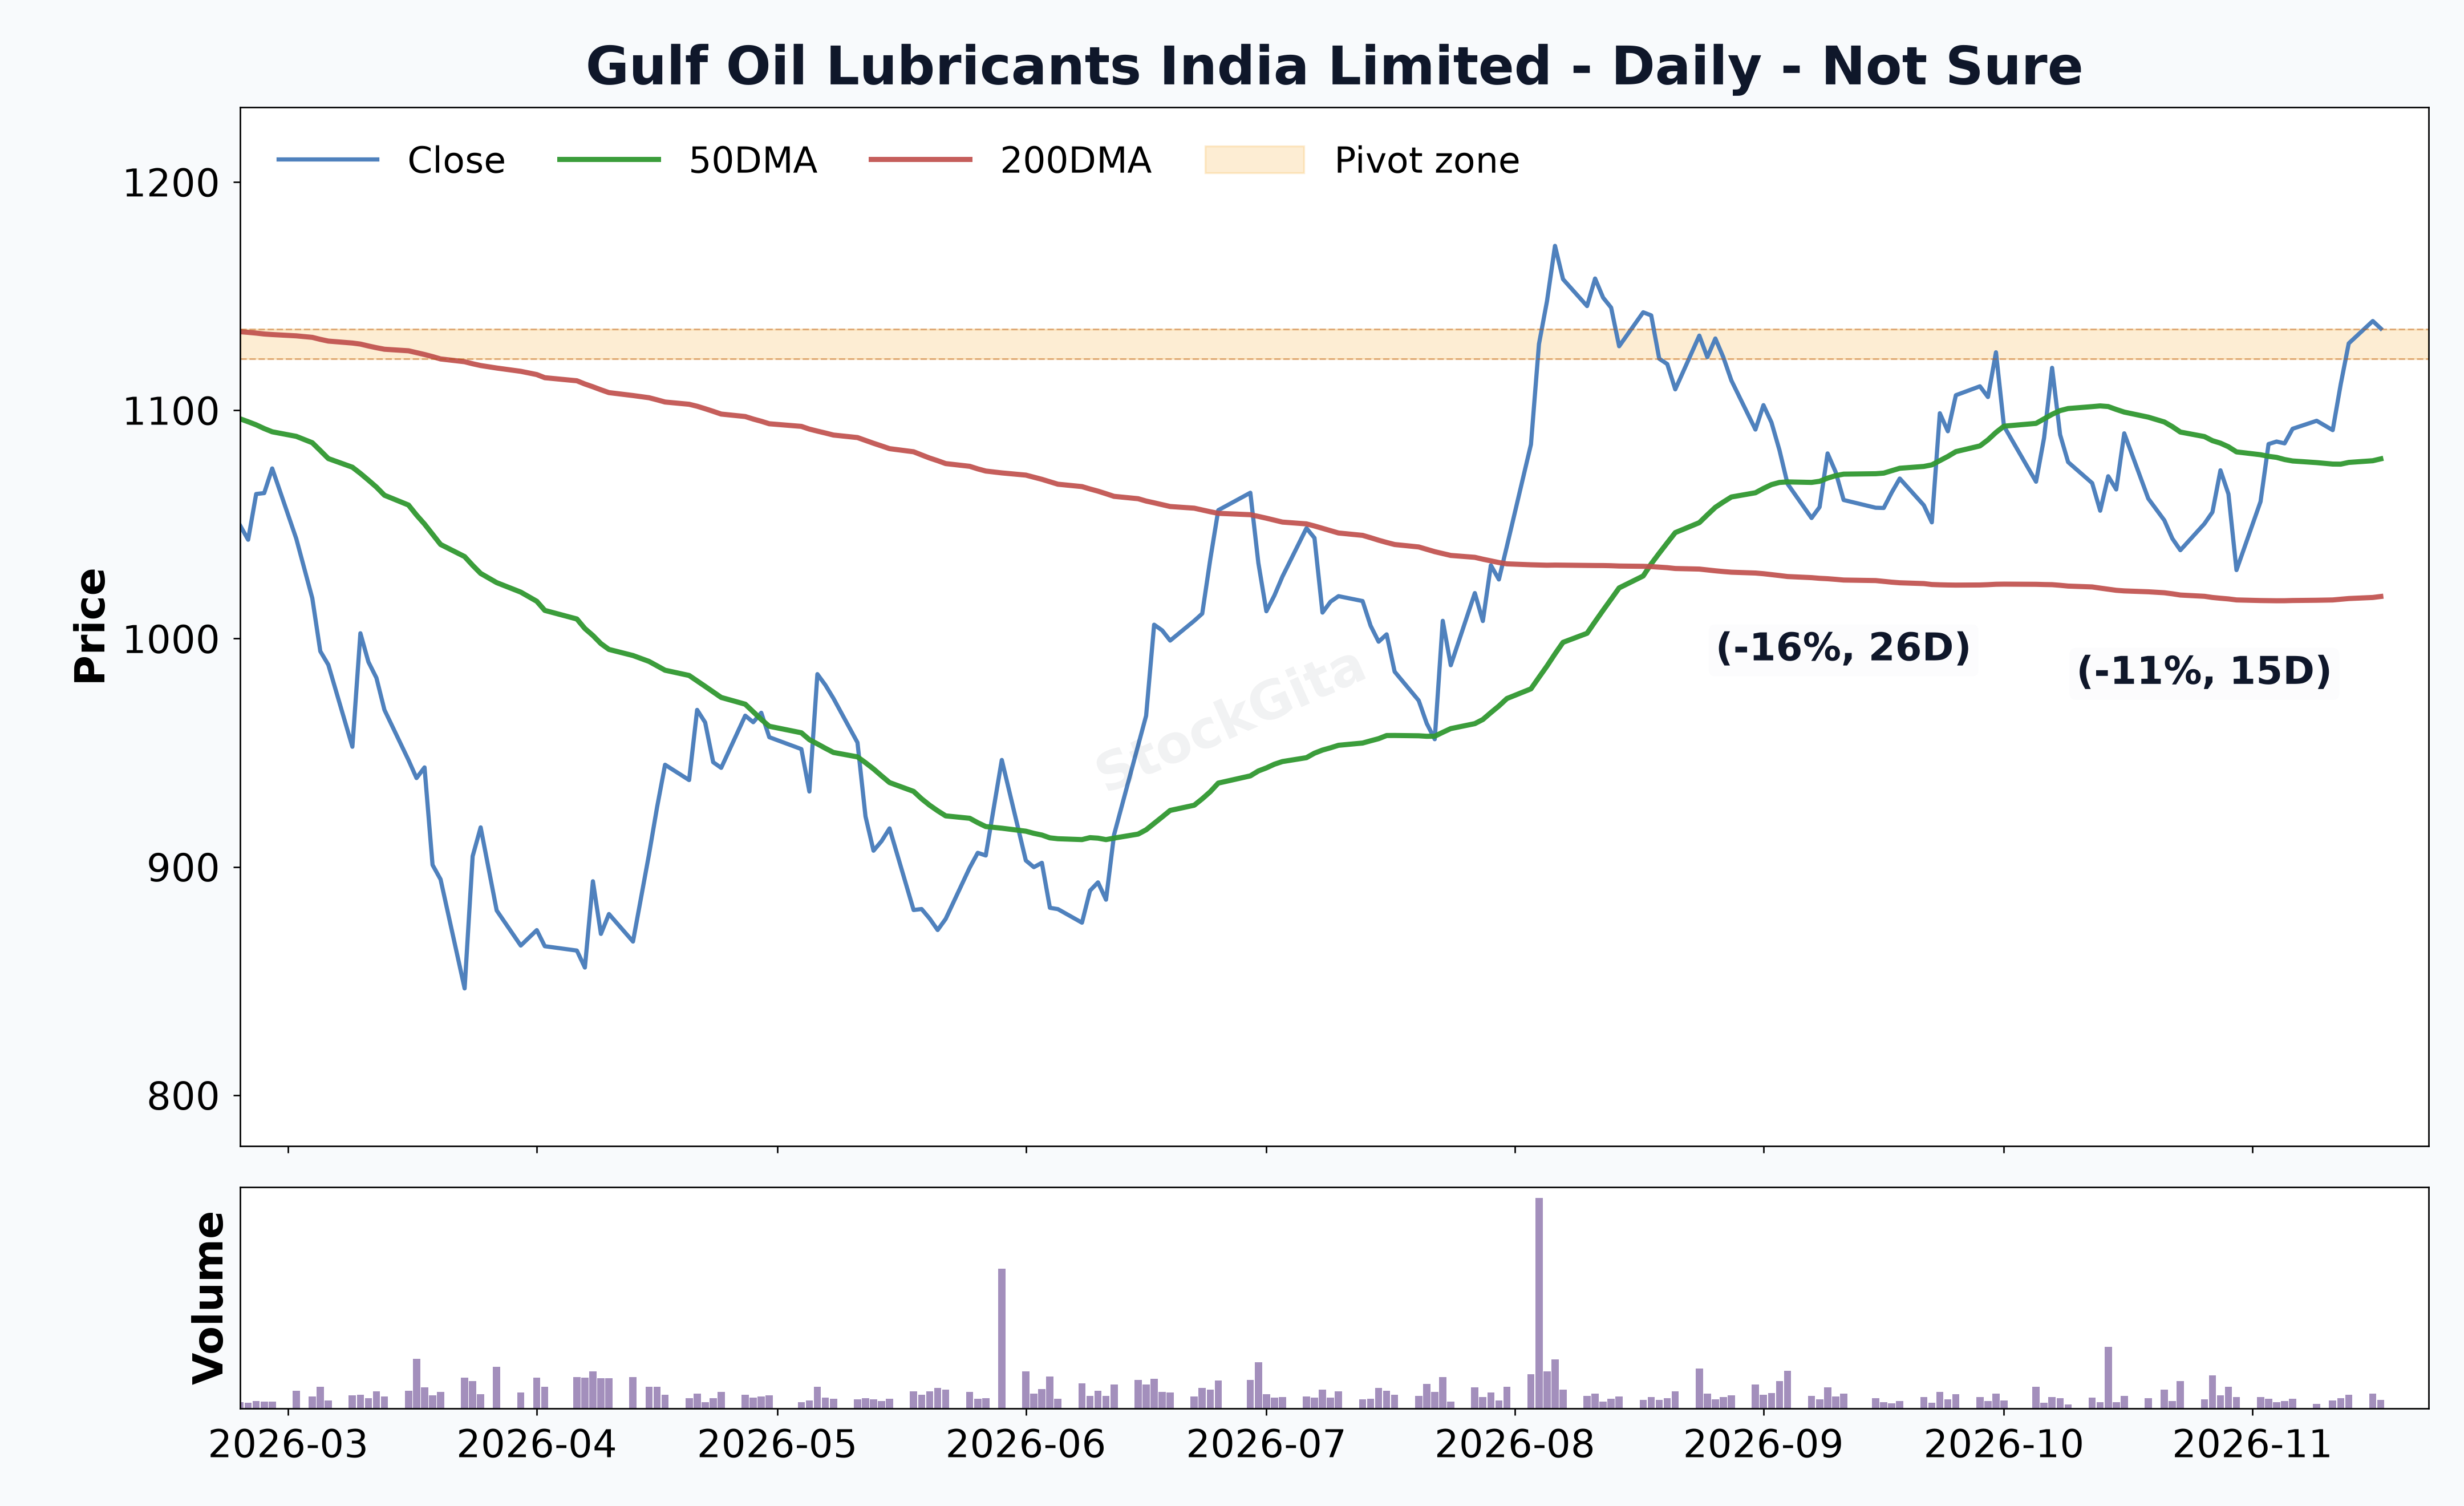 Gulf Oil Lubricants India Limited - Daily - Not Sure
Close 50DMA 200DMA Pivot zone
1200
1100
1000
900
800
Price
(-16%, 26D)
(-11%, 15D)
StockGita
Volume
2026-03 2026-04 2026-05 2026-06 2026-07 2026-08 2026-09 2026-10 2026-11